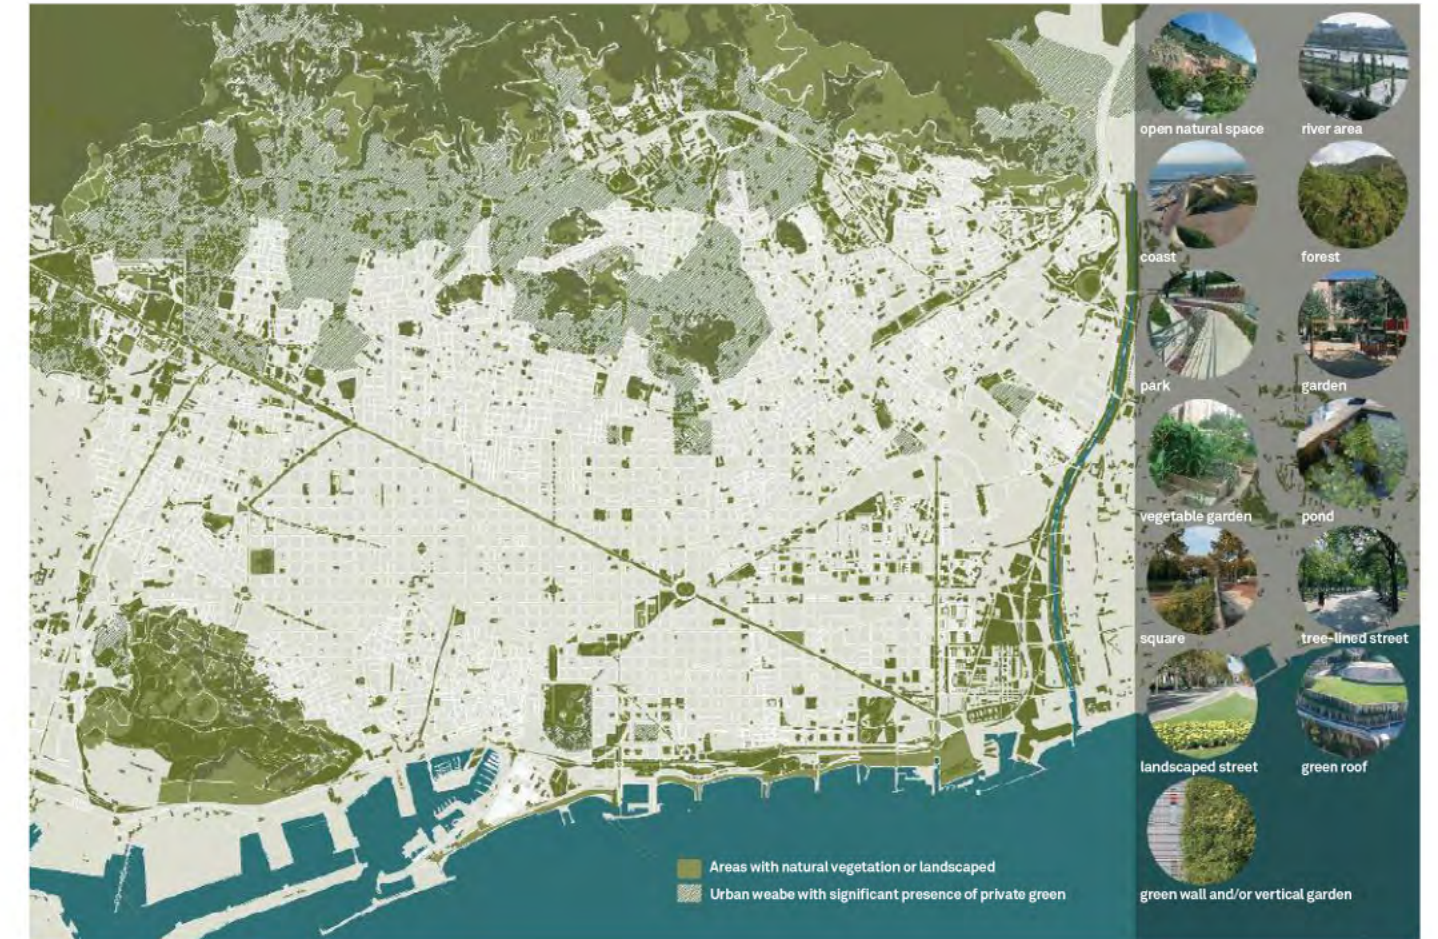 open natural space
river area
coast
forest
park
garden
vegetable garden
pond
square
tree-lined street
landscaped street
green roof
green wall and/or vertical garden
Areas with natural vegetation or landscaped
Urban weabe with significant presence of private green